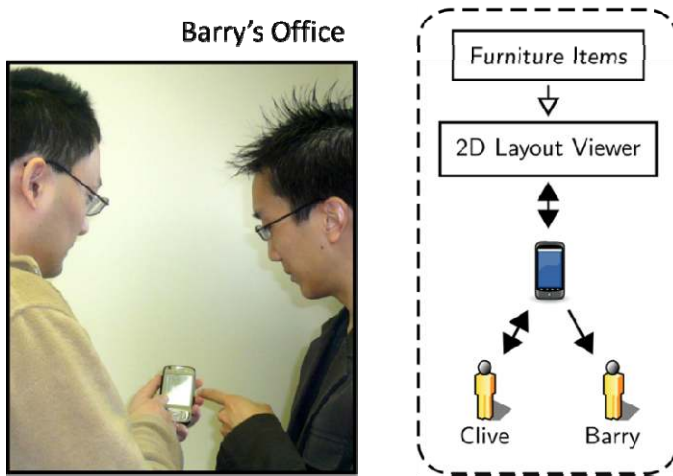 Barry's Office
Furniture Items
2D Layout Viewer
Clive
Barry